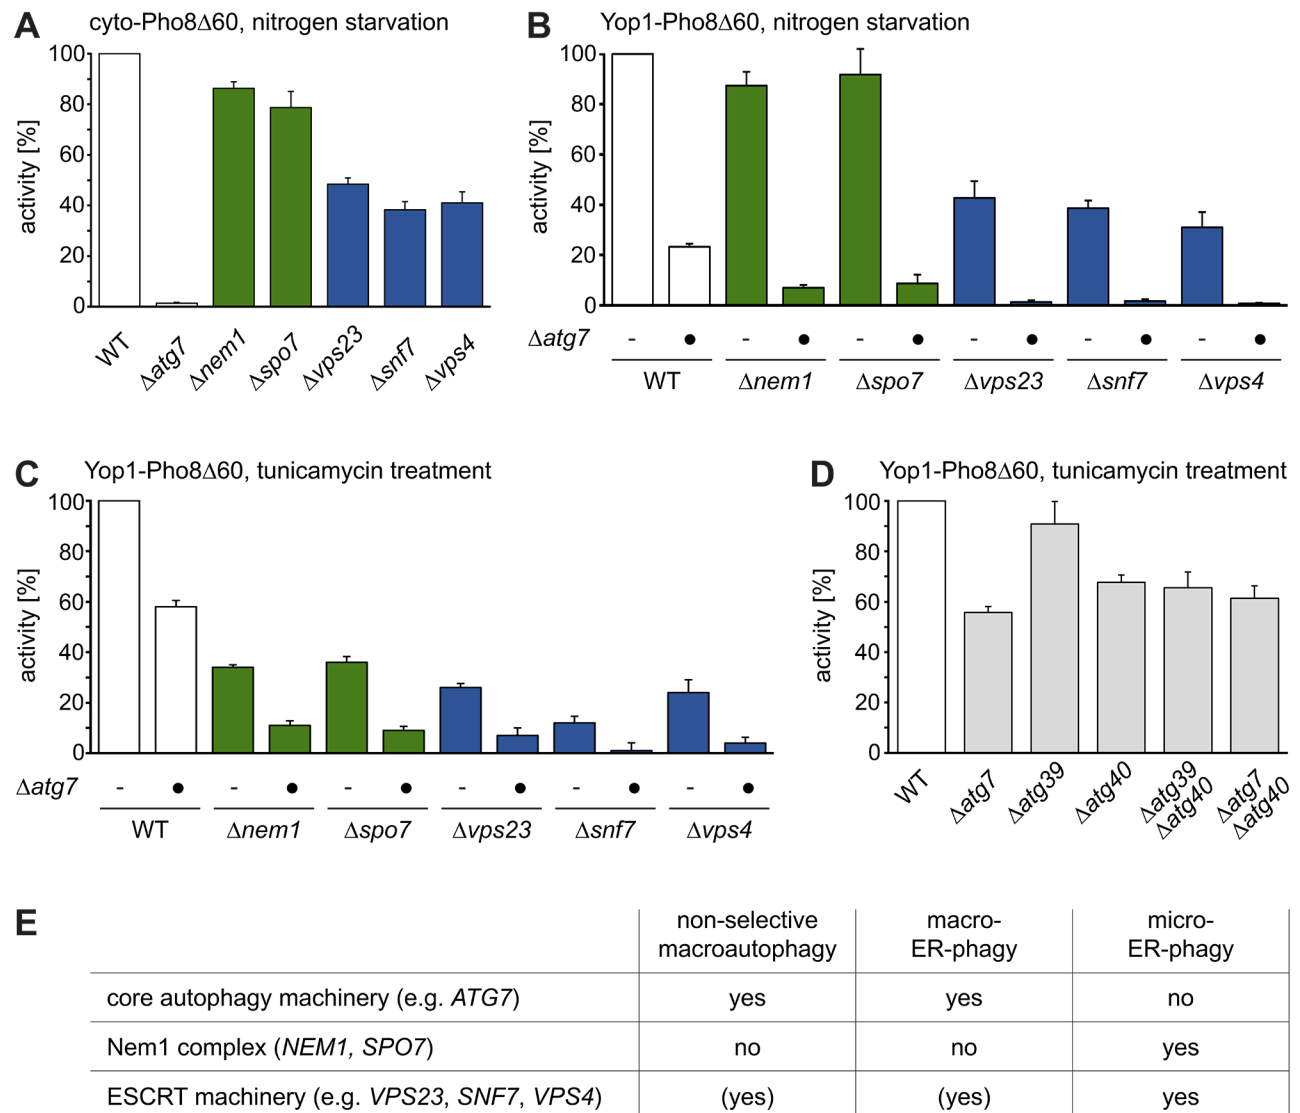 A
cyto-Pho8Δ60, nitrogen starvation
activity [%]
100
80
60
40
20
0
WT
Δatg7
Δnem1
Δspo7
Δvps23
Δsnf7
Δvps4
B
Yop1-Pho8Δ60, nitrogen starvation
activity [%]
100
80
60
40
20
0
Δatg7 - ● - ● - ● - ● - ● - ●
WT Δnem1 Δspo7 Δvps23 Δsnf7 Δvps4
C
Yop1-Pho8Δ60, tunicamycin treatment
activity [%]
100
80
60
40
20
0
Δatg7 - ● - ● - ● - ● - ● - ●
WT Δnem1 Δspo7 Δvps23 Δsnf7 Δvps4
D
Yop1-Pho8Δ60, tunicamycin treatment
activity [%]
100
80
60
40
20
0
WT
Δatg7
Δatg39
Δatg40
Δatg39
Δatg40
Δatg7
Δatg40
E
non-selective
macroautophagy
macro-
ER-phagy
micro-
ER-phagy
core autophagy machinery (e.g. ATG7) yes yes no
Nem1 complex (NEM1, SPO7) no no yes
ESCRT machinery (e.g. VPS23, SNF7, VPS4) (yes) (yes) yes